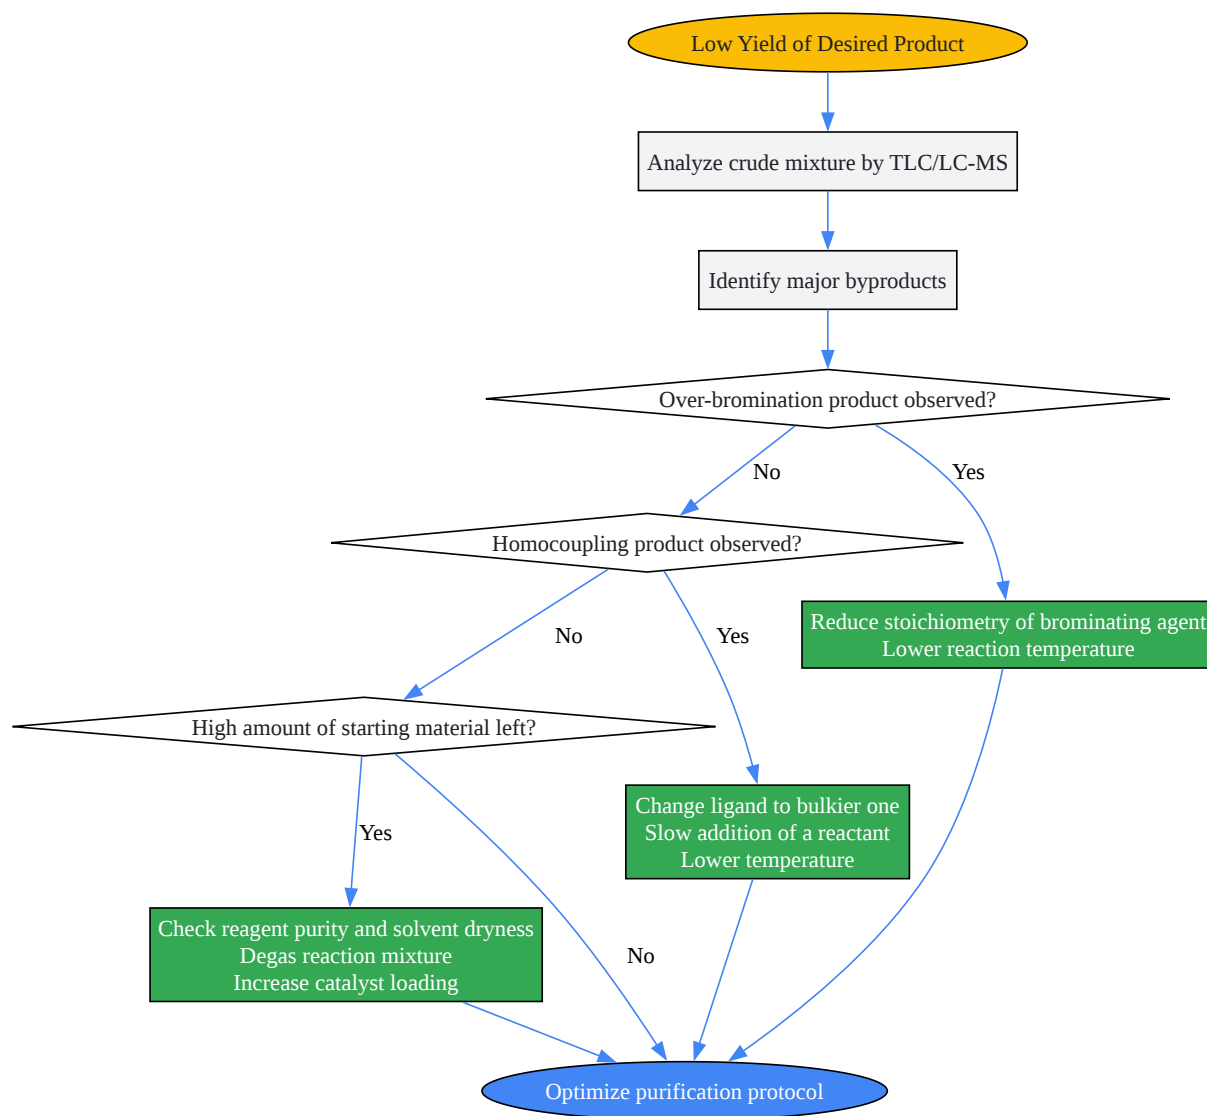 Low Yield of Desired Product
Analyze crude mixture by TLC/LC-MS
Identify major byproducts
Over-bromination product observed?
No
Yes
Homocoupling product observed?
Reduce stoichiometry of brominating agent
Lower reaction temperature
No
Yes
High amount of starting material left?
Change ligand to bulkier one
Slow addition of a reactant
Lower temperature
Yes
Check reagent purity and solvent dryness
Degas reaction mixture
Increase catalyst loading
No
Optimize purification protocol